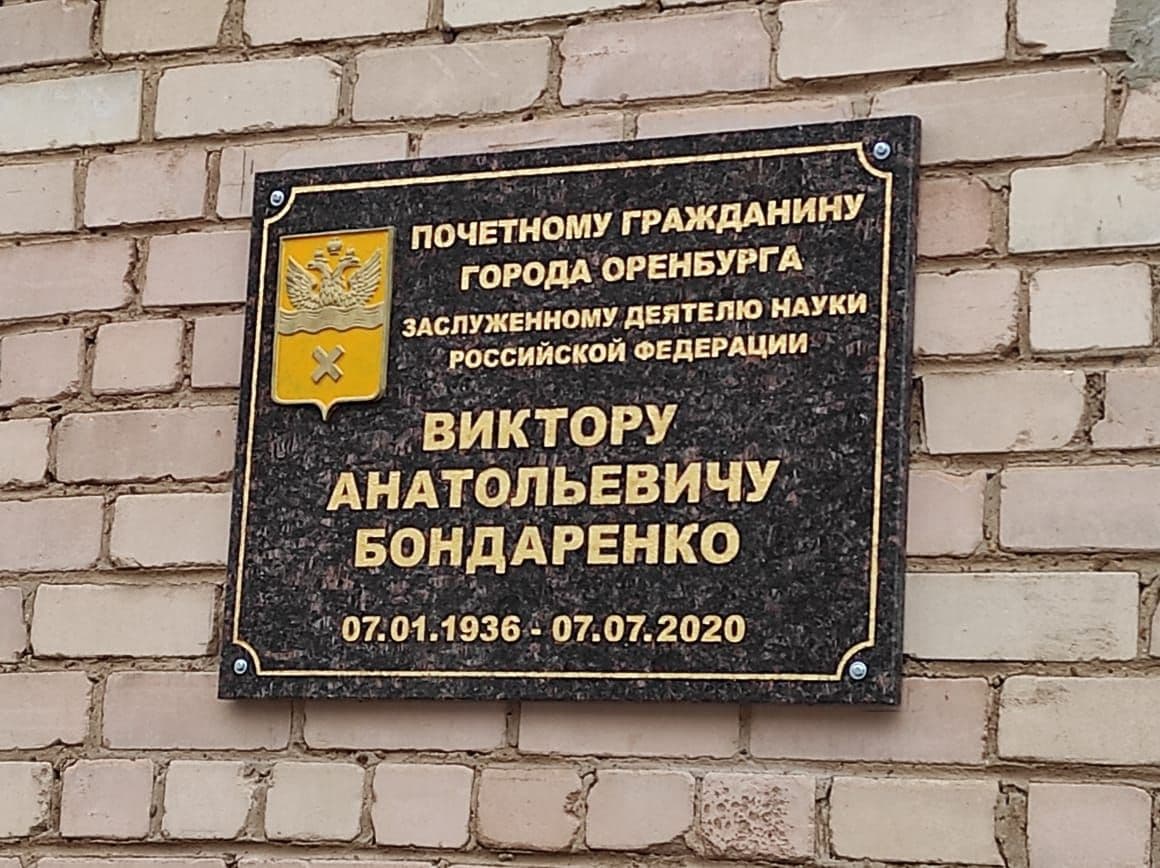 ПОЧЕТНОМУ ГРАЖДАНИНУ
ГОРОДА ОРЕНБУРГА
ЗАСЛУЖЕННОМУ ДЕЯТЕЛЮ НАУКИ
РОССИЙСКОЙ ФЕДЕРАЦИИ
ВИКТОРУ
АНАТОЛЬЕВИЧУ
БОНДАРЕНКО
07.01.1936 - 07.07.2020